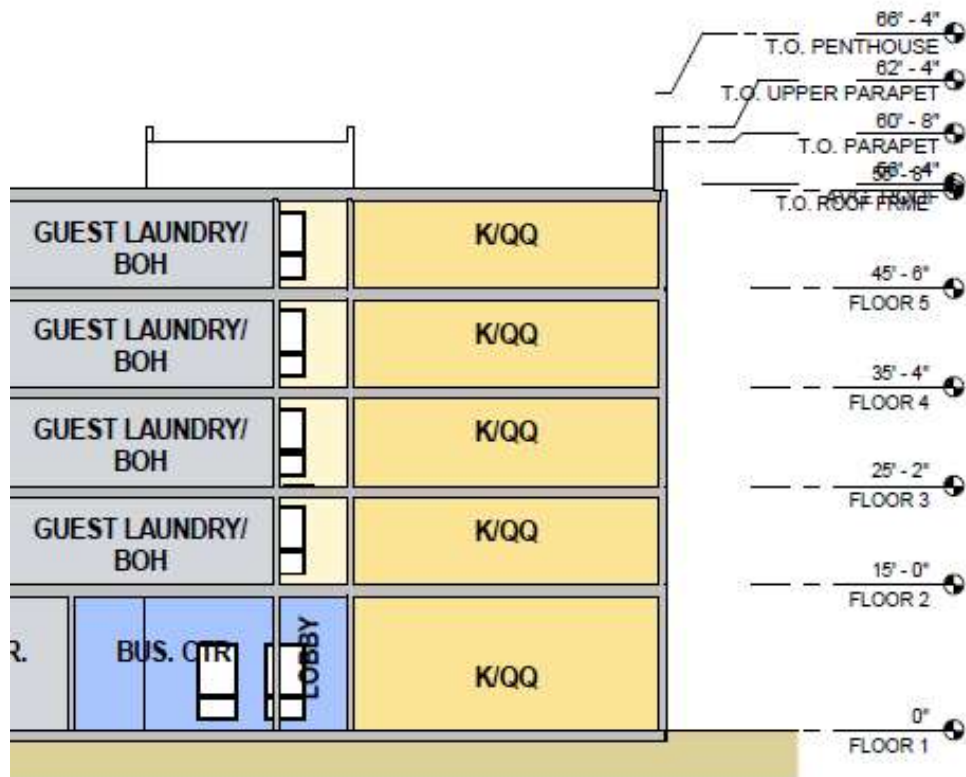 66' - 4"
T.O. PENTHOUSE
62' - 4"
T.O. UPPER PARAPET
60' - 8"
T.O. PARAPET
T.O. ROOF FRME
GUEST LAUNDRY/
BOH
K/QQ
45' - 6"
FLOOR 5
GUEST LAUNDRY/
BOH
K/QQ
35' - 4"
FLOOR 4
GUEST LAUNDRY/
BOH
K/QQ
25' - 2"
FLOOR 3
GUEST LAUNDRY/
BOH
K/QQ
15' - 0"
FLOOR 2
R.
BUS. CTR
LOBBY
K/QQ
0"
FLOOR 1